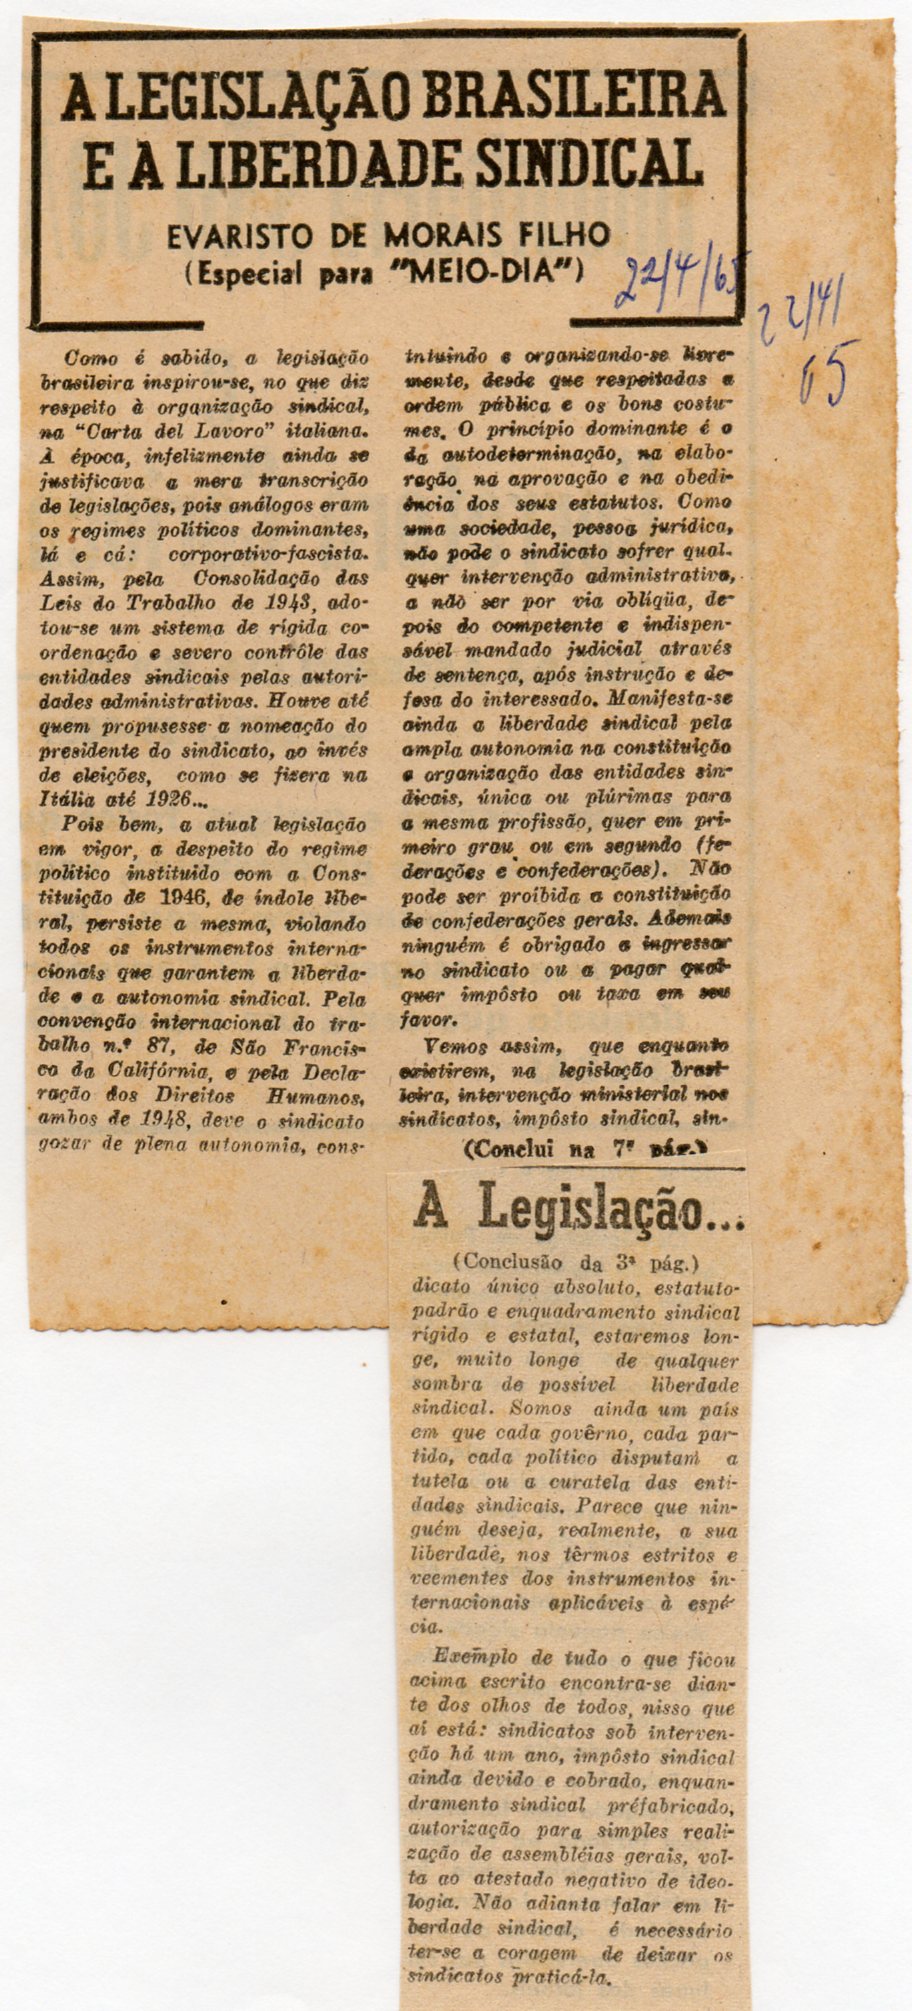 A LEGISLAÇÃO BRASILEIRA
E A LIBERDADE SINDICAL
EVARISTO DE MORAIS FILHO
(Especial para "MEIO-DIA")
22/4/65
22/4/
65
Como é sabido, a legislação
brasileira inspirou-se, no que diz
respeito à organização sindical,
na "Carta del Lavoro" italiana.
À época, infelizmente ainda se
justificava a mera transcrição
de legislações, pois análogos eram
os regimes políticos dominantes,
lá e cá: corporativo-fascista.
Assim, pela Consolidação das
Leis do Trabalho de 1943, ado-
tou-se um sistema de rígida co-
ordenação e severo contrôle das
entidades sindicais pelas autori-
dades administrativas. Houve até
quem propusesse a nomeação do
presidente do sindicato, ao invés
de eleições, como se fizera na
Itália até 1926...
Pois bem, a atual legislação
em vigor, a despeito do regime
político instituído com a Cons-
tituição de 1946, de índole libe-
ral, persiste a mesma, violando
todos os instrumentos interna-
cionais que garantem a liberda-
de e a autonomia sindical. Pela
convenção internacional do tra-
balho n.º 87, de São Francis-
co da Califórnia, e pela Decla-
ração dos Direitos Humanos,
ambos de 1948, deve o sindicato
gozar de plena autonomia, cons-
tntuindo e organizando-se livre-
mente, desde que respeitadas a
ordem pública e os bons costu-
mes. O princípio dominante é o
da autodeterminação, na elabo-
ração, na aprovação e na obedi-
ência dos seus estatutos. Como
uma sociedade, pessoa jurídica,
não pode o sindicato sofrer qual-
quer intervenção administrativa,
a não ser por via oblíqüa, de-
pois do competente e indispen-
sável mandado judicial através
de sentença, após instrução e de-
fesa do interessado. Manifesta-se
ainda a liberdade sindical pela
ampla autonomia na constituição
e organização das entidades sin-
dicais, única ou plúrimas para
a mesma profissão, quer em pri-
meiro grau, ou em segundo (fe-
derações e confederações). Não
pode ser proibida a constituição
de confederações gerais. Ademais
ninguém é obrigado a ingressar
no sindicato ou a pagar qual-
quer impôsto ou taxa em seu
favor.
Vemos assim, que enquanto
existirem, na legislação brasi-
leira, intervenção ministerial nos
sindicatos, impôsto sindical, sin-
(Conclui na 7ª pág.)
A Legislação...
(Conclusão da 3ª pág.)
dicato único absoluto, estatuto-
padrão e enquadramento sindical
rígido e estatal, estaremos lon-
ge, muito longe de qualquer
sombra de possível liberdade
sindical. Somos ainda um país
em que cada govêrno, cada par-
tido, cada político disputam a
tutela ou a curatela das enti-
dades sindicais. Parece que nin-
guém deseja, realmente, a sua
liberdade, nos têrmos estritos e
veementes dos instrumentos in-
ternacionais aplicáveis à espé-
cia.
Exemplo de tudo o que ficou
acima escrito encontra-se dian-
te dos olhos de todos, nisso que
aí está: sindicatos sob interven-
ção há um ano, impôsto sindical
ainda devido e cobrado, enquan-
dramento sindical préfabricado,
autorização para simples reali-
zação de assembléias gerais, vol-
ta ao atestado negativo de ideo-
logia. Não adianta falar em li-
berdade sindical, é necessário
ter-se a coragem de deixar os
sindicatos praticá-la.